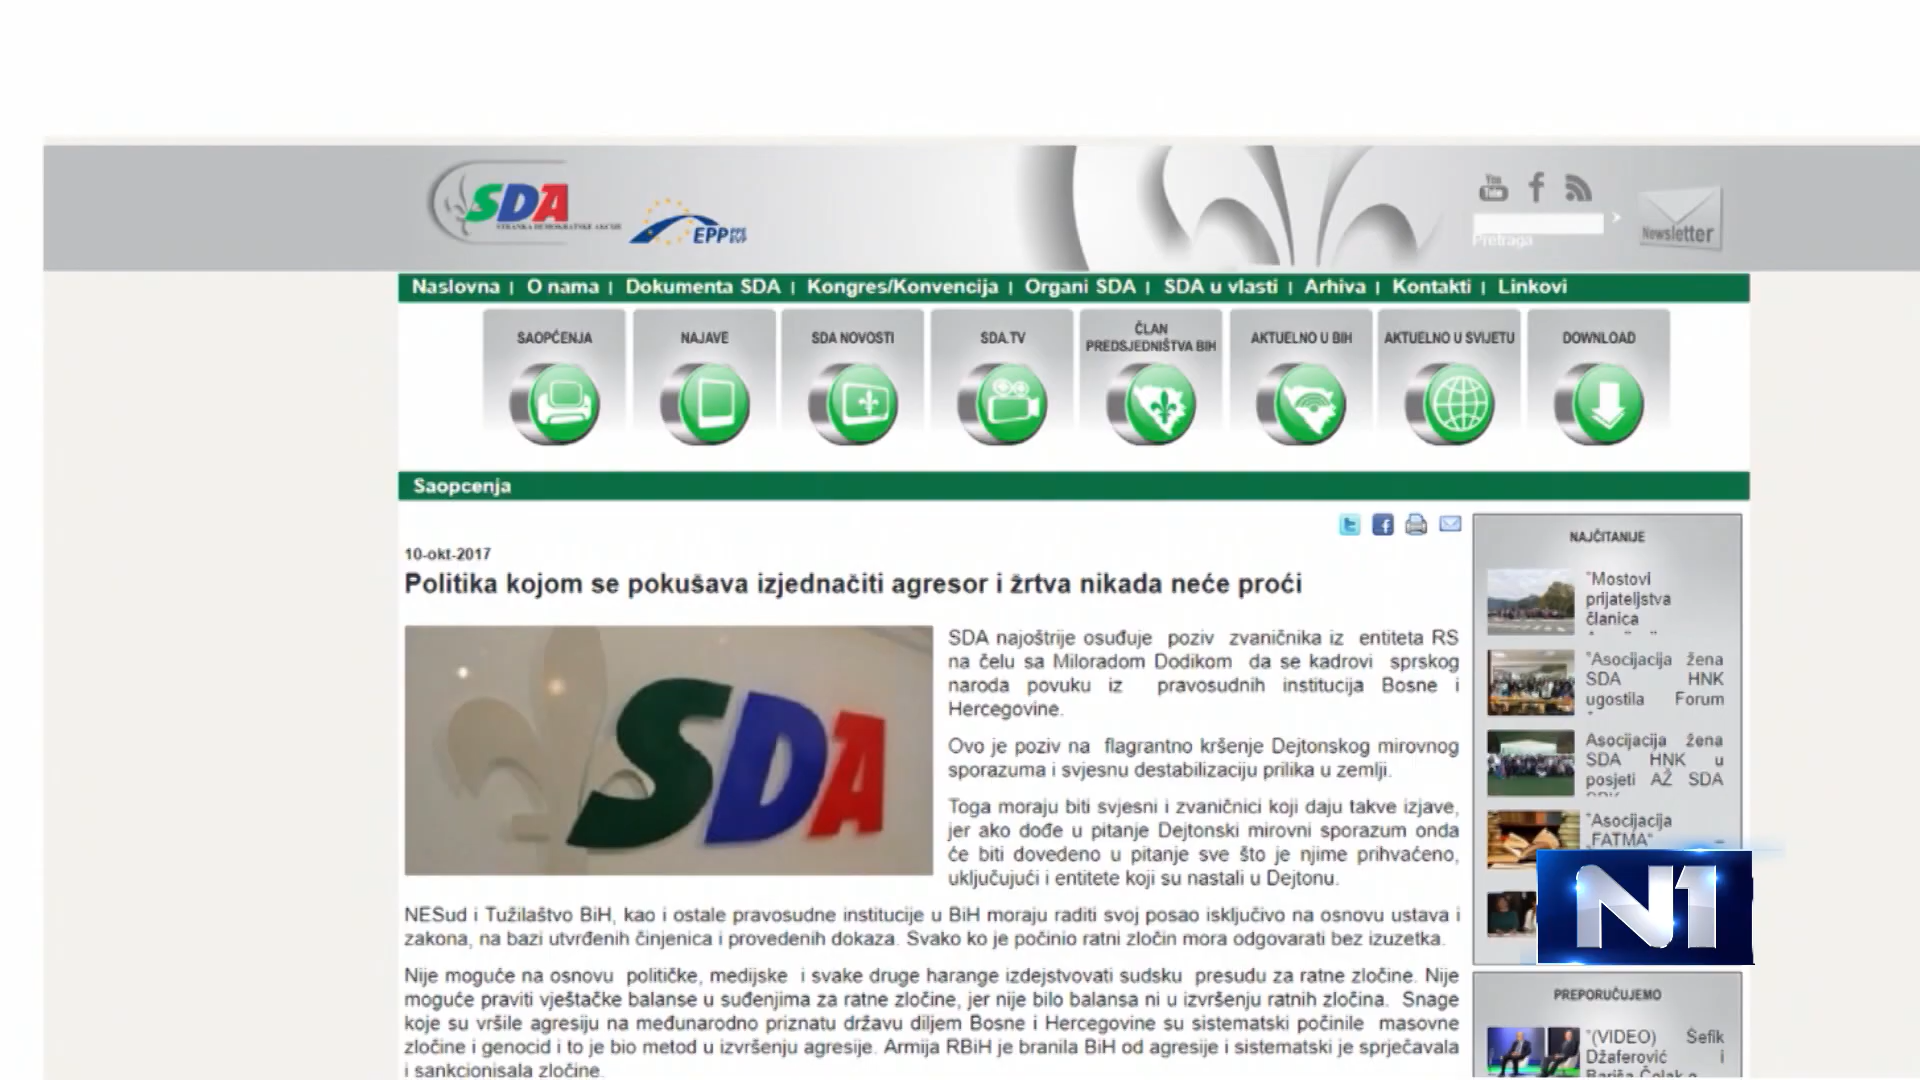 SDA
STRANKA DEMOKRATSKE AKCIJE
EPP PPE EVP
You Tube
Pretraga
Newsletter
Naslovna | O nama | Dokumenta SDA | Kongres/Konvencija | Organi SDA | SDA u vlasti | Arhiva | Kontakti | Linkovi
SAOPĆENJA
NAJAVE
SDA NOVOSTI
SDA.TV
ČLAN
PREDSJEDNIŠTVA BIH
AKTUELNO U BIH
AKTUELNO U SVIJETU
DOWNLOAD
Saopcenja
10-okt-2017
Politika kojom se pokušava izjednačiti agresor i žrtva nikada neće proći
SDA
SDA najoštrije osuđuje poziv zvaničnika iz entiteta RS
na čelu sa Miloradom Dodikom da se kadrovi sprskog
naroda povuku iz pravosudnih institucija Bosne i
Hercegovine.
Ovo je poziv na flagrantno kršenje Dejtonskog mirovnog
sporazuma i svjesnu destabilizaciju prilika u zemlji.
Toga moraju biti svjesni i zvaničnici koji daju takve izjave,
jer ako dođe u pitanje Dejtonski mirovni sporazum onda
će biti dovedeno u pitanje sve što je njime prihvaćeno,
uključujući i entitete koji su nastali u Dejtonu.
NESud i Tužilaštvo BiH, kao i ostale pravosudne institucije u BiH moraju raditi svoj posao isključivo na osnovu ustava i
zakona, na bazi utvrđenih činjenica i provedenih dokaza. Svako ko je počinio ratni zločin mora odgovarati bez izuzetka.
Nije moguće na osnovu političke, medijske i svake druge harange izdejstvovati sudsku presudu za ratne zločine. Nije
moguće praviti vještačke balanse u suđenjima za ratne zločine, jer nije bilo balansa ni u izvršenju ratnih zločina. Snage
koje su vršile agresiju na međunarodno priznatu državu diljem Bosne i Hercegovine su sistematski počinile masovne
zločine i genocid i to je bio metod u izvršenju agresije. Armija RBiH je branila BiH od agresije i sistematski je sprječavala
i sankcionisala zločine.
NAJČITANIJE
"Mostovi
prijateljstva
članica
"Asocijacija žena
SDA HNK
ugostila Forum
Asocijacija žena
SDA HNK u
posjeti AŽ SDA
"Asocijacija
„FATMA“ –
N1
PREPORUČUJEMO
"(VIDEO) Šefik
Džaferović i
Bariša Čolak o